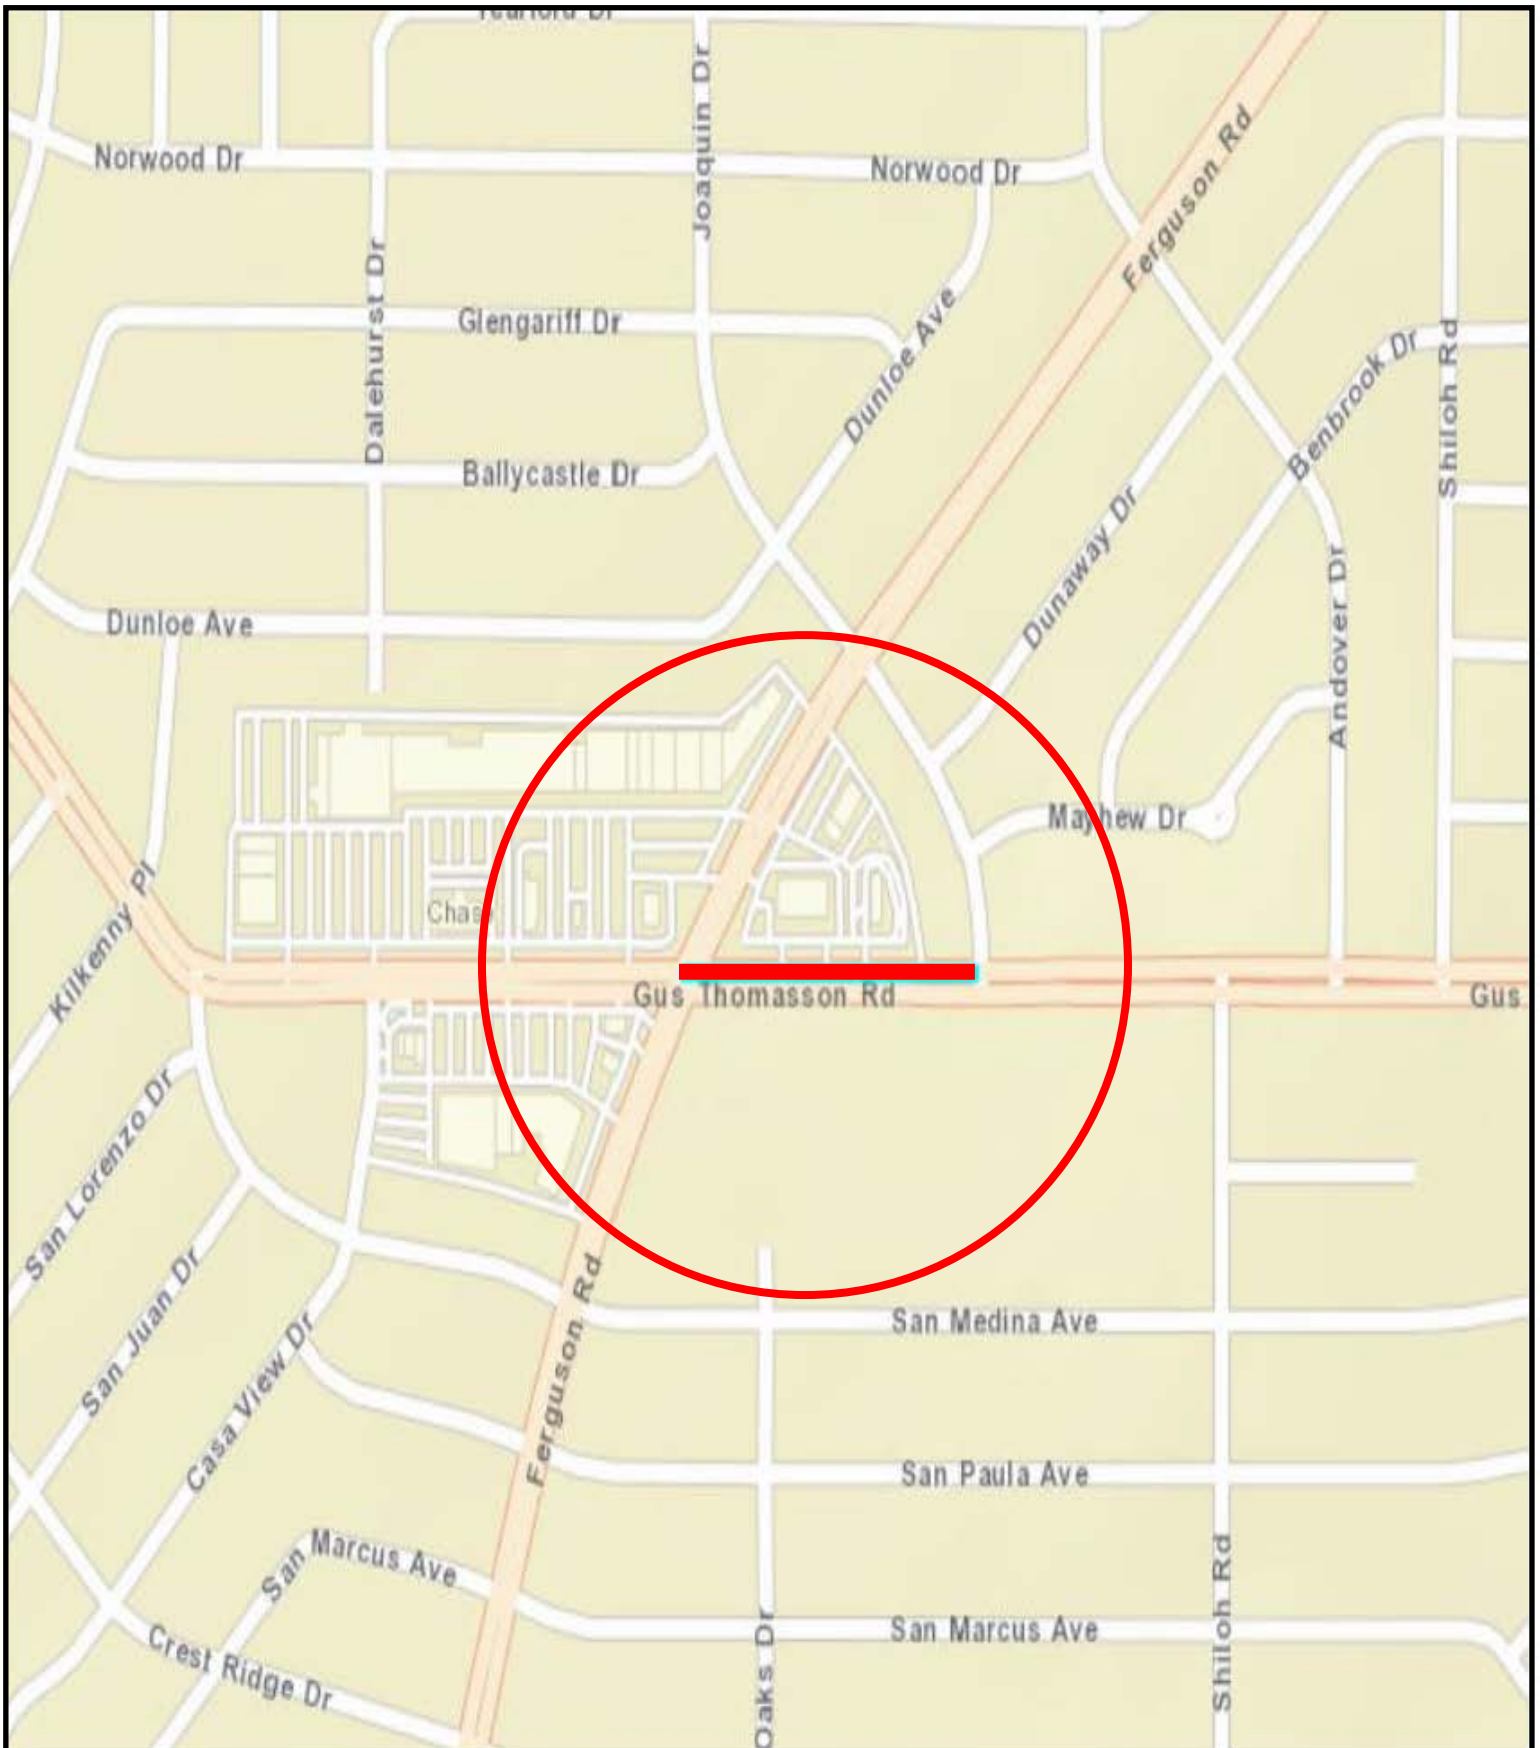 Joaquin Dr
Norwood Dr
Norwood Dr
Ferguson Rd
Dalehurst Dr
Glengariff Dr
Dunloe Ave
Benbrook Dr
Shiloh Rd
Ballycastle Dr
Dunaway Dr
Andover Dr
Dunloe Ave
Mayhew Dr
Kilkenny Pl
Gus Thomasson Rd
Gus
San Lorenzo Dr
San Juan Dr
Casa View Dr
Ferguson Rd
San Medina Ave
San Paula Ave
San Marcus Ave
San Marcus Ave
Shiloh Rd
Oaks Dr
Crest Ridge Dr